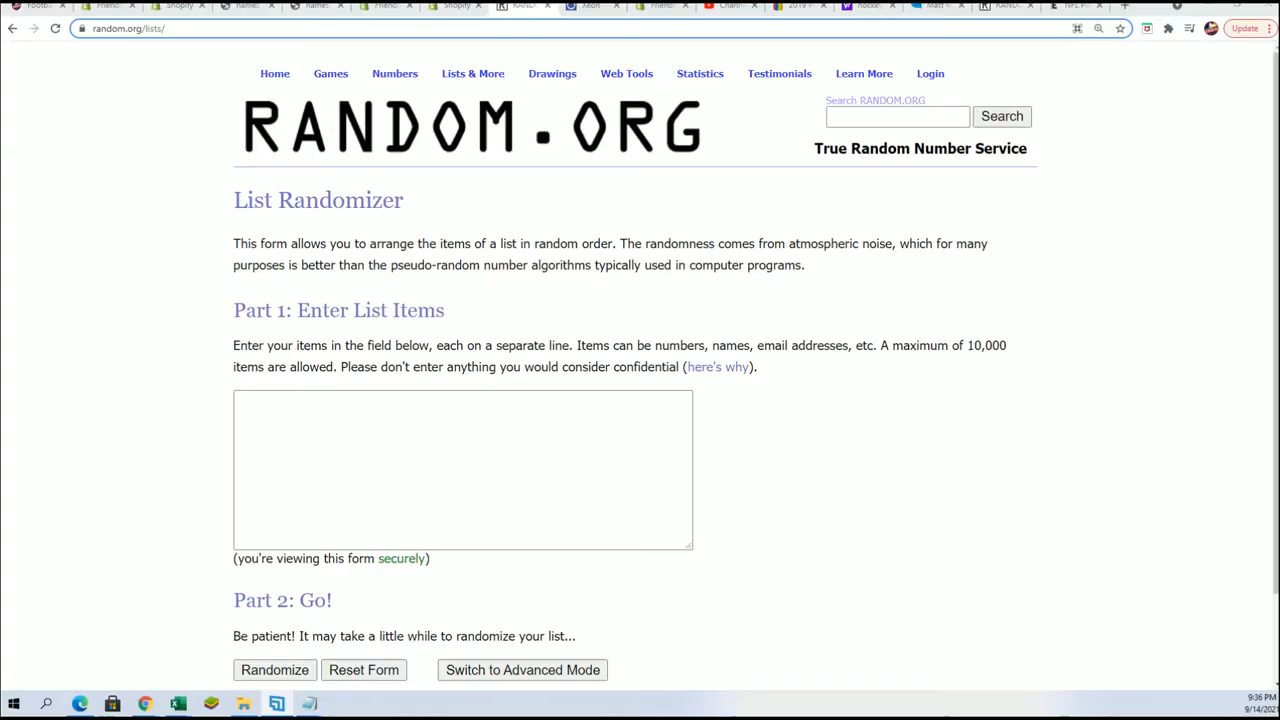 Shopify
names
names
Shopify
Xeon
2019
Matt
random.org/lists/
Update
Home Games Numbers Lists & More Drawings Web Tools Statistics Testimonials Learn More Login
RANDOM.ORG
Search RANDOM.ORG
Search
True Random Number Service
List Randomizer
This form allows you to arrange the items of a list in random order. The randomness comes from atmospheric noise, which for many
purposes is better than the pseudo-random number algorithms typically used in computer programs.
Part 1: Enter List Items
Enter your items in the field below, each on a separate line. Items can be numbers, names, email addresses, etc. A maximum of 10,000
items are allowed. Please don't enter anything you would consider confidential (here's why).
(you're viewing this form securely)
Part 2: Go!
Be patient! It may take a little while to randomize your list...
Randomize Reset Form Switch to Advanced Mode
9:36 PM